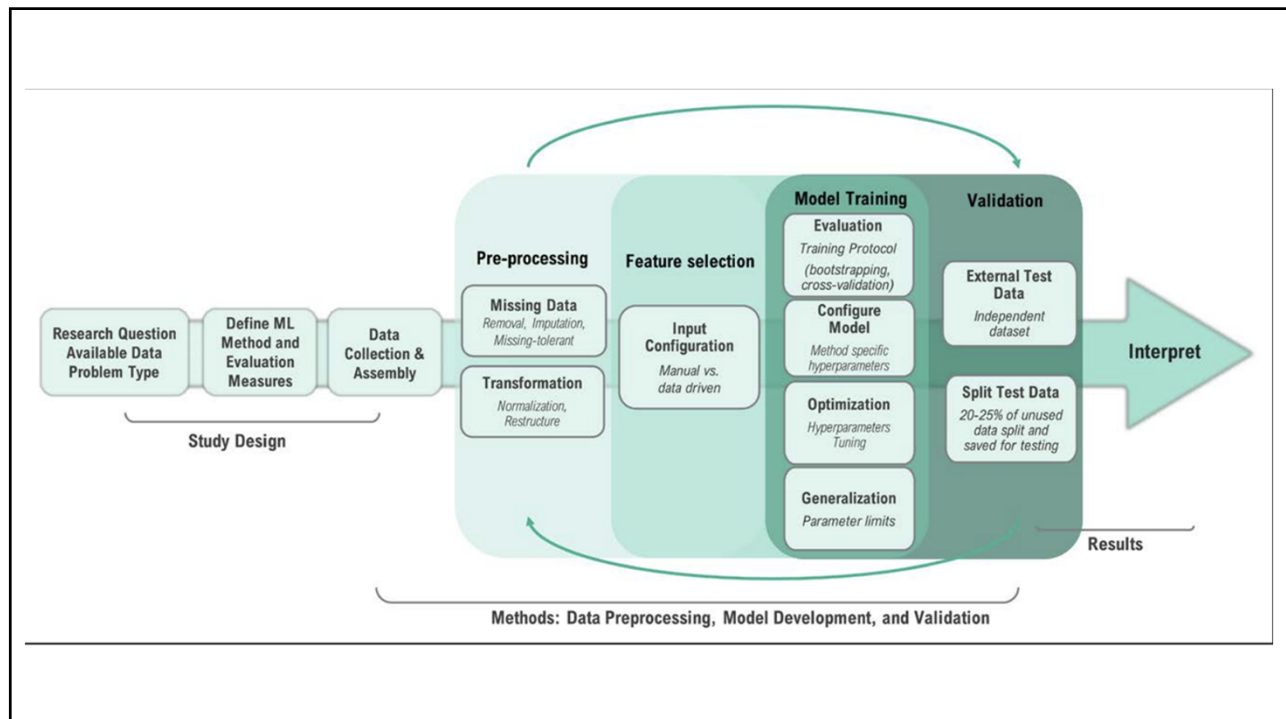 Research Question
Available Data
Problem Type
Define ML
Method and
Evaluation
Measures
Data
Collection &
Assembly
Study Design
Pre-processing
Missing Data
Removal, Imputation,
Missing-tolerant
Transformation
Normalization,
Restructure
Feature selection
Input
Configuration
Manual vs.
data driven
Model Training
Evaluation
Training Protocol
(bootstrapping,
cross-validation)
Configure
Model
Method specific
hyperparameters
Optimization
Hyperparameters
Tuning
Generalization
Parameter limits
Validation
External Test
Data
Independent
dataset
Split Test Data
20-25% of unused
data split and
saved for testing
Interpret
Results
Methods: Data Preprocessing, Model Development, and Validation